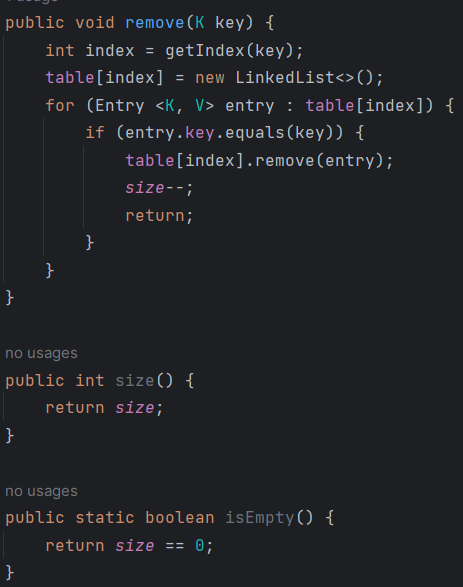 public void remove(K key) {
    int index = getIndex(key);
    table[index] = new LinkedList<>();
    for (Entry <K, V> entry : table[index]) {
        if (entry.key.equals(key)) {
            table[index].remove(entry);
            size--;
            return;
        }
    }
}
no usages
public int size() {
    return size;
}
no usages
public static boolean isEmpty() {
    return size == 0;
}